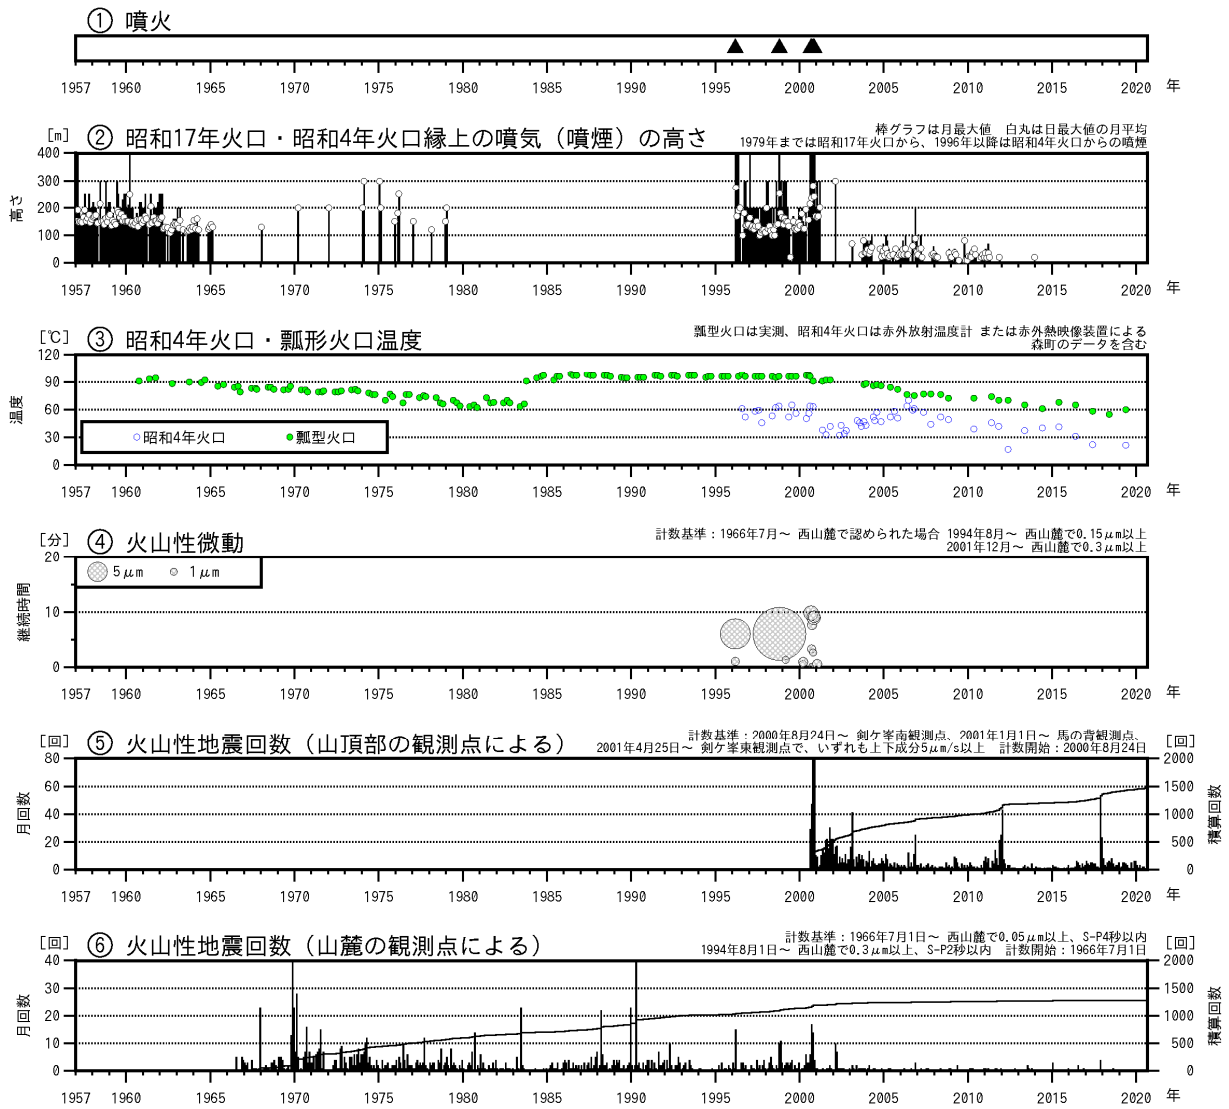 ① 噴火
1957 1960 1965 1970 1975 1980 1985 1990 1995 2000 2005 2010 2015 2020 年
[m] ② 昭和17年火口・昭和4年火口縁上の噴気（噴煙）の高さ
棒グラフは月最大値 白丸は日最大値の月平均
1979年までは昭和17年火口から、1996年以降は昭和4年火口からの噴煙
高さ
400
300
200
100
0
1957 1960 1965 1970 1975 1980 1985 1990 1995 2000 2005 2010 2015 2020 年
[℃] ③ 昭和4年火口・瓢形火口温度
瓢型火口は実測、昭和4年火口は赤外放射温度計 または赤外熱映像装置による
森町のデータを含む
温度
120
90
60
30
0
昭和4年火口 瓢型火口
1957 1960 1965 1970 1975 1980 1985 1990 1995 2000 2005 2010 2015 2020 年
[分] ④ 火山性微動
計数基準：1966年7月～ 西山麓で認められた場合 1994年8月～ 西山麓で0.15μm以上
2001年12月～ 西山麓で0.3μm以上
継続時間
20
10
0
5μm 1μm
1957 1960 1965 1970 1975 1980 1985 1990 1995 2000 2005 2010 2015 2020 年
[回] ⑤ 火山性地震回数（山頂部の観測点による）
計数基準：2000年8月24日～ 剣ケ峯南観測点、2001年1月1日～ 馬の背観測点、
2001年4月25日～ 剣ケ峯東観測点で、いずれも上下成分5μm/s以上 計数開始：2000年8月24日
[回]
月回数
80
60
40
20
0
2000
1500
1000
500
0
積算回数
1957 1960 1965 1970 1975 1980 1985 1990 1995 2000 2005 2010 2015 2020 年
[回] ⑥ 火山性地震回数（山麓の観測点による）
計数基準：1966年7月1日～ 西山麓で0.05μm以上、S-P4秒以内
1994年8月1日～ 西山麓で0.3μm以上、S-P2秒以内 計数開始：1966年7月1日
[回]
月回数
40
30
20
10
0
2000
1500
1000
500
0
積算回数
1957 1960 1965 1970 1975 1980 1985 1990 1995 2000 2005 2010 2015 2020 年